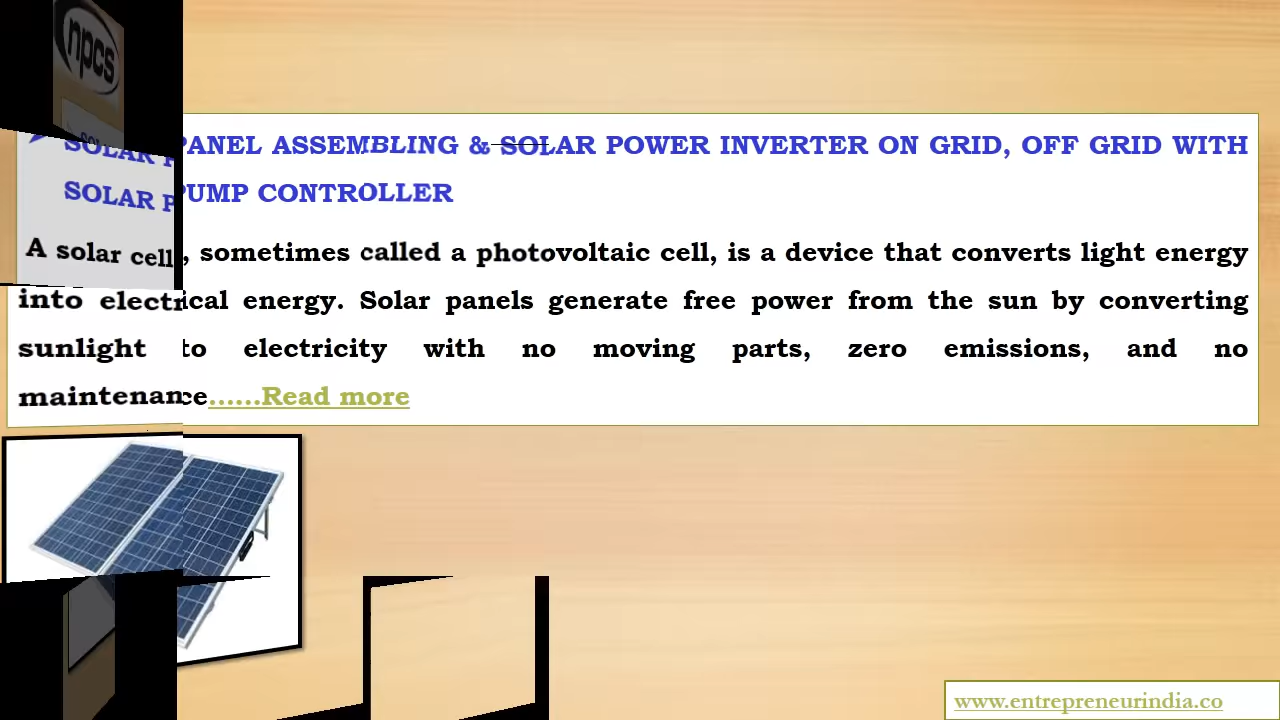 npcs
SOLAR PANEL ASSEMBLING & SOLAR POWER INVERTER ON GRID, OFF GRID WITH
SOLAR PUMP CONTROLLER
A solar cell, sometimes called a photovoltaic cell, is a device that converts light energy
into electrical energy. Solar panels generate free power from the sun by converting
sunlight to electricity with no moving parts, zero emissions, and no
maintenance......Read more
www.entrepreneurindia.co